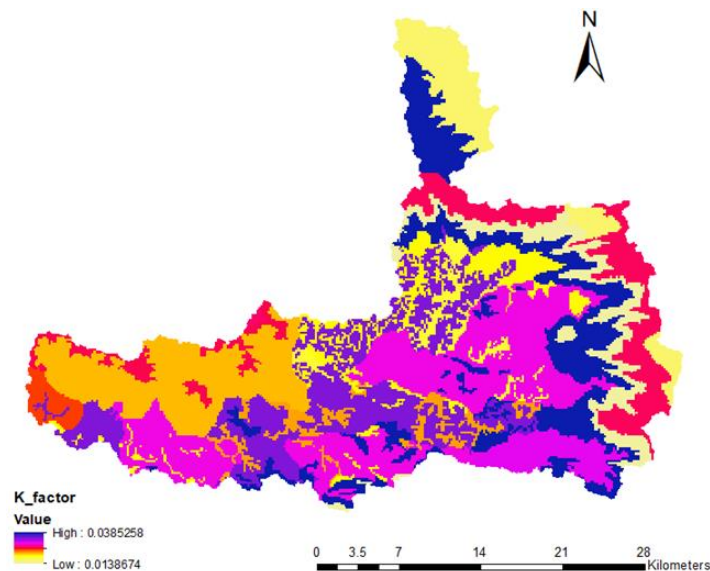 N
K_factor
Value
High : 0.0385258
Low : 0.0138674
0 3.5 7 14 21 28
Kilometers